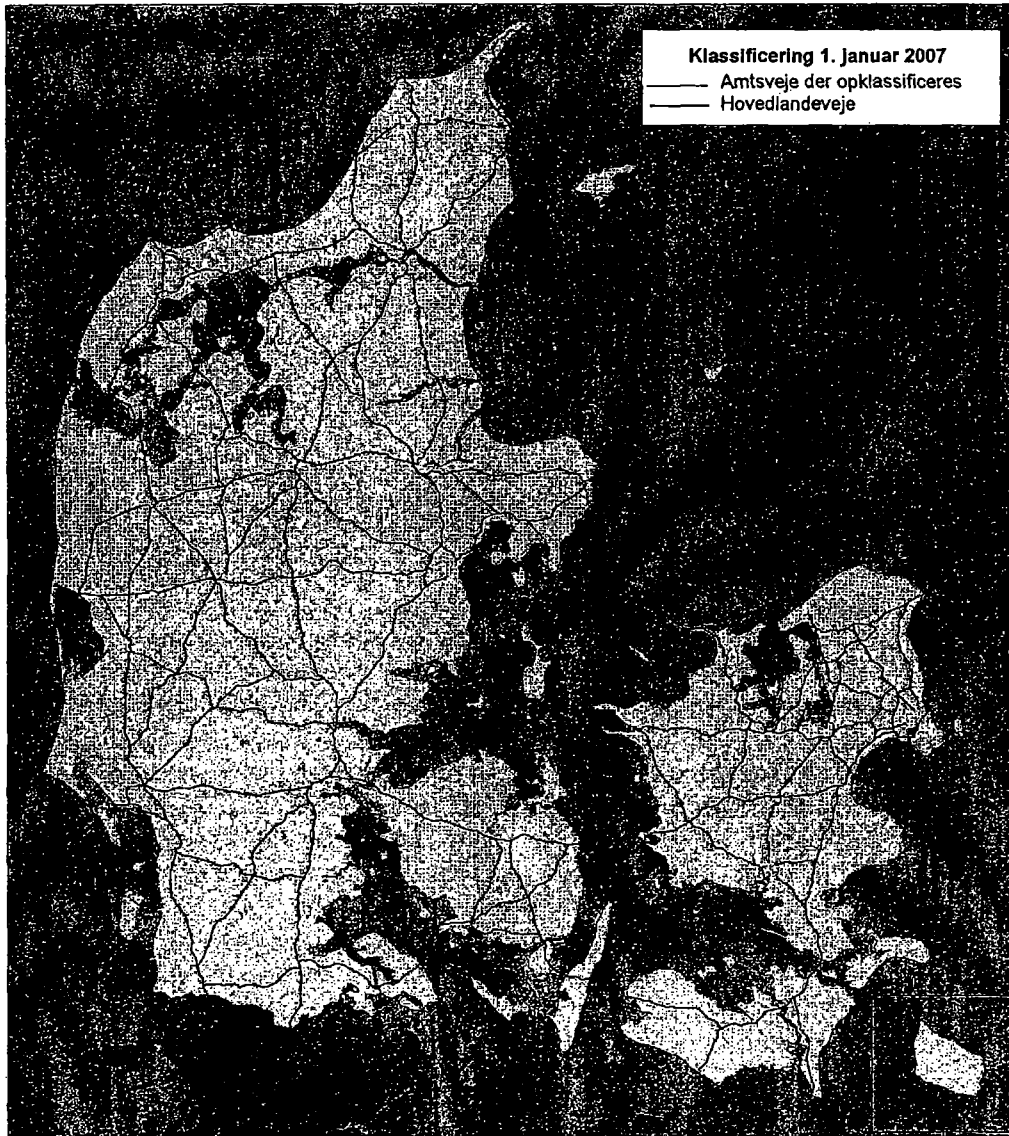 Klassificering 1. januar 2007
Amtsveje der opklassificeres
Hovedlandeveje